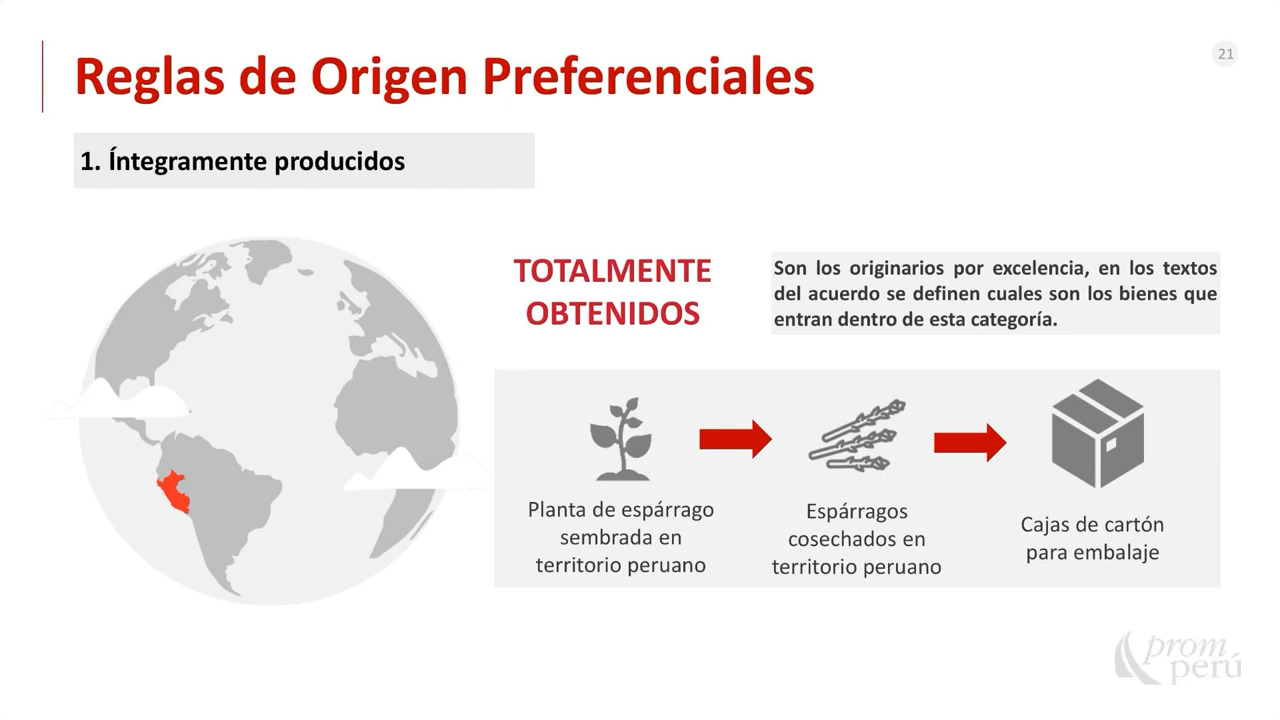 21
Reglas de Origen Preferenciales
1. Íntegramente producidos
TOTALMENTE
OBTENIDOS
Son los originarios por excelencia, en los textos
del acuerdo se definen cuales son los bienes que
entran dentro de esta categoría.
Planta de espárrago
sembrada en
territorio peruano
Espárragos
cosechados en
territorio peruano
Cajas de cartón
para embalaje
prom
perú